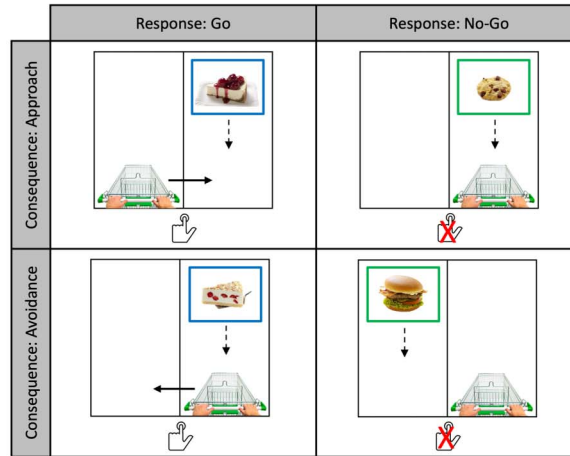 Response: Go
Response: No-Go
Consequence: Approach
Consequence: Avoidance